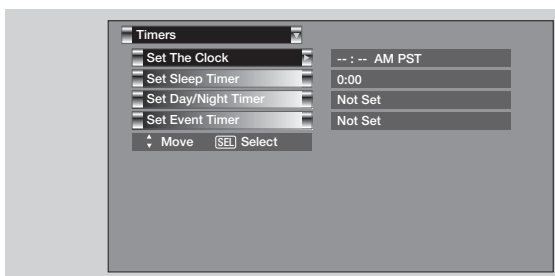 Timers
Set The Clock -- : -- AM PST
Set Sleep Timer 0:00
Set Day/Night Timer Not Set
Set Event Timer Not Set
Move SEL Select